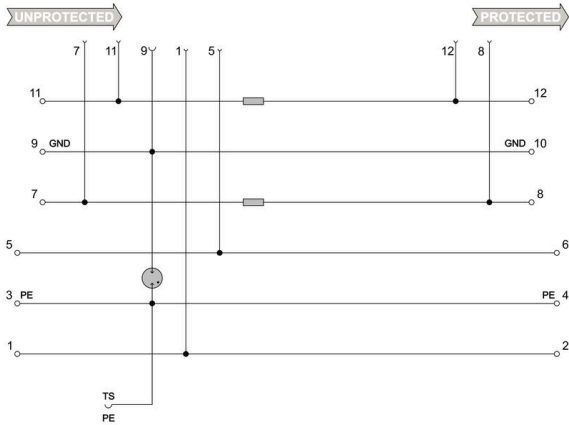 UNPROTECTED PROTECTED
7 11 9 1 5 12 8
11 12
9 GND GND 10
7 8
5 6
3 PE PE 4
1 2
TS
PE